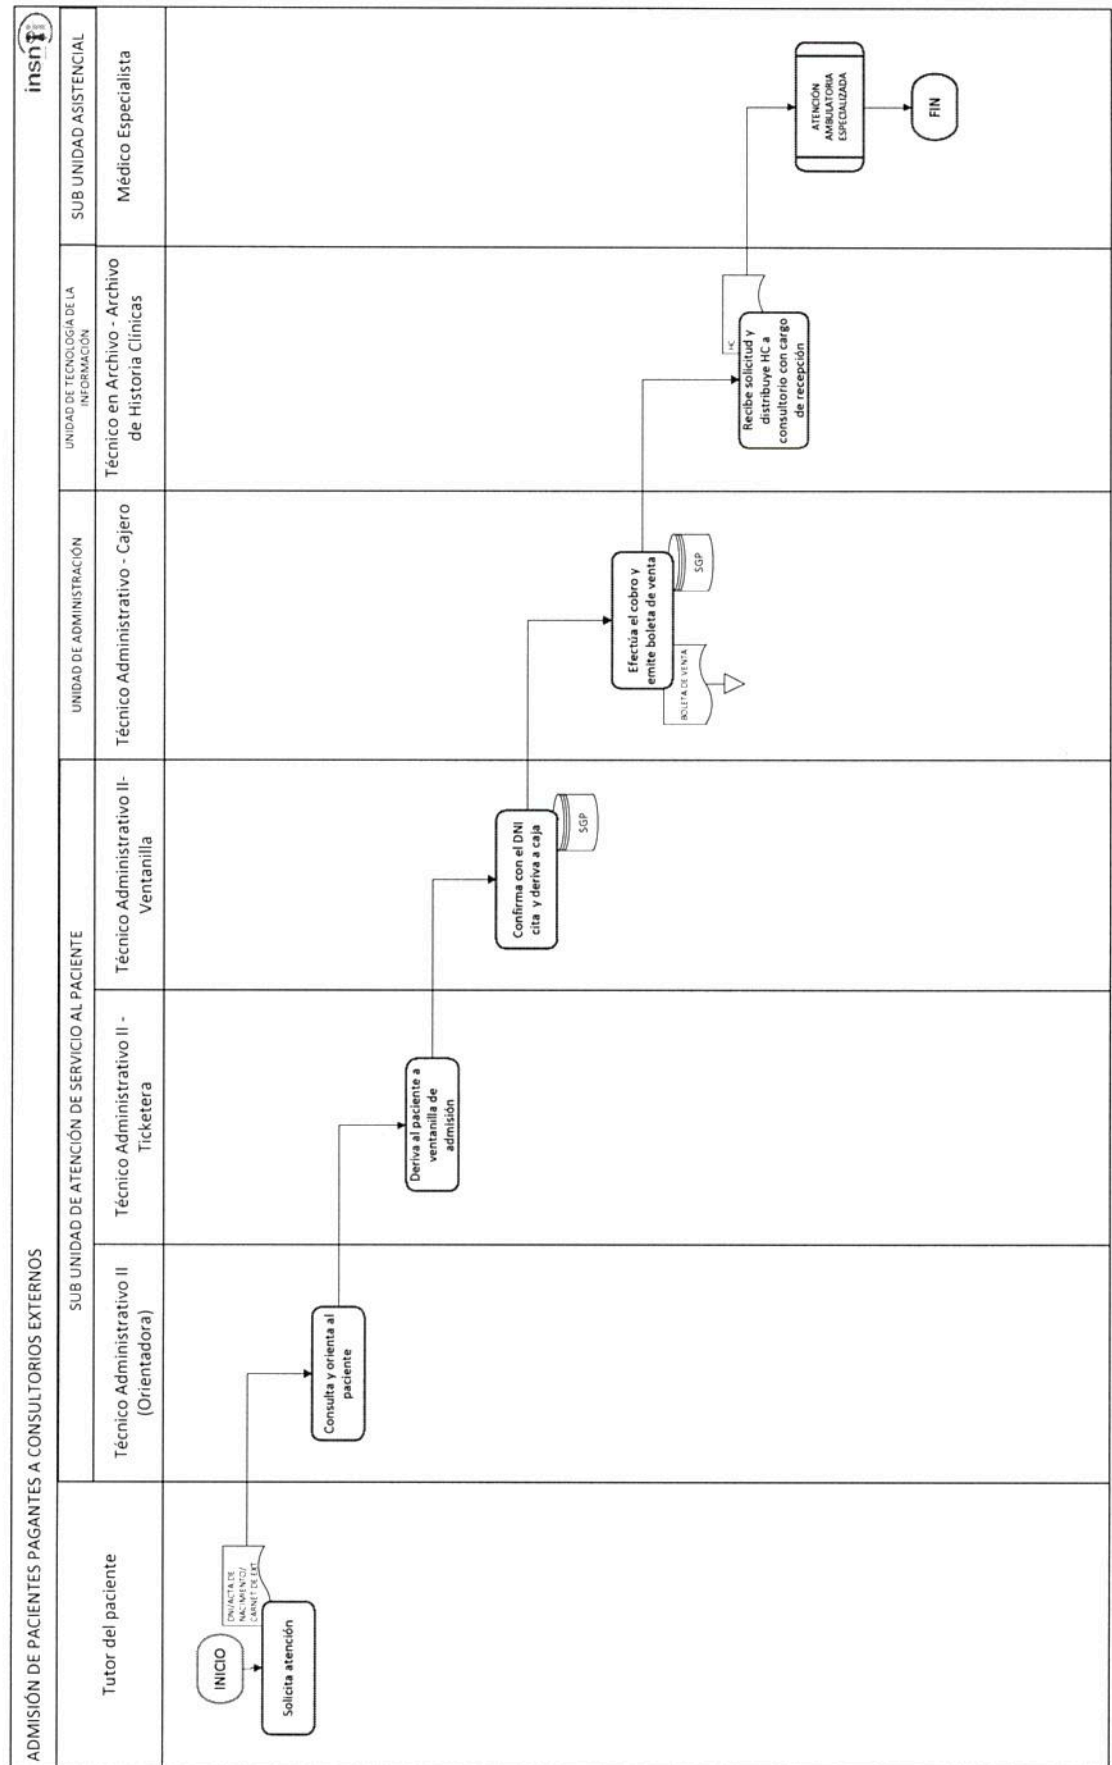 ADMISIÓN DE PACIENTES PAGANTES A CONSULTORIOS EXTERNOS
insn
Tutor del paciente
SUB UNIDAD DE ATENCIÓN DE SERVICIO AL PACIENTE
Técnico Administrativo II
(Orientadora)
Técnico Administrativo II -
Ticketera
Técnico Administrativo II-
Ventanilla
UNIDAD DE ADMINISTRACIÓN
Técnico Administrativo - Cajero
UNIDAD DE TECNOLOGÍA DE LA
INFORMACIÓN
Técnico en Archivo - Archivo
de Historia Clínicas
SUB UNIDAD ASISTENCIAL
Médico Especialista
INICIO
DNI/ACTA DE
NACIMIENTO/
CARNET DE EXT.
Solicita atención
Consulta y orienta al
paciente
Deriva al paciente a
ventanilla de
admisión
Confirma con el DNI
cita y deriva a caja
SGP
Efectúa el cobro y
emite boleta de venta
BOLETA DE VENTA
SGP
HC
Recibe solicitud y
distribuye HC a
consultorio con cargo
de recepción
ATENCIÓN
AMBULATORIA
ESPECIALIZADA
FIN